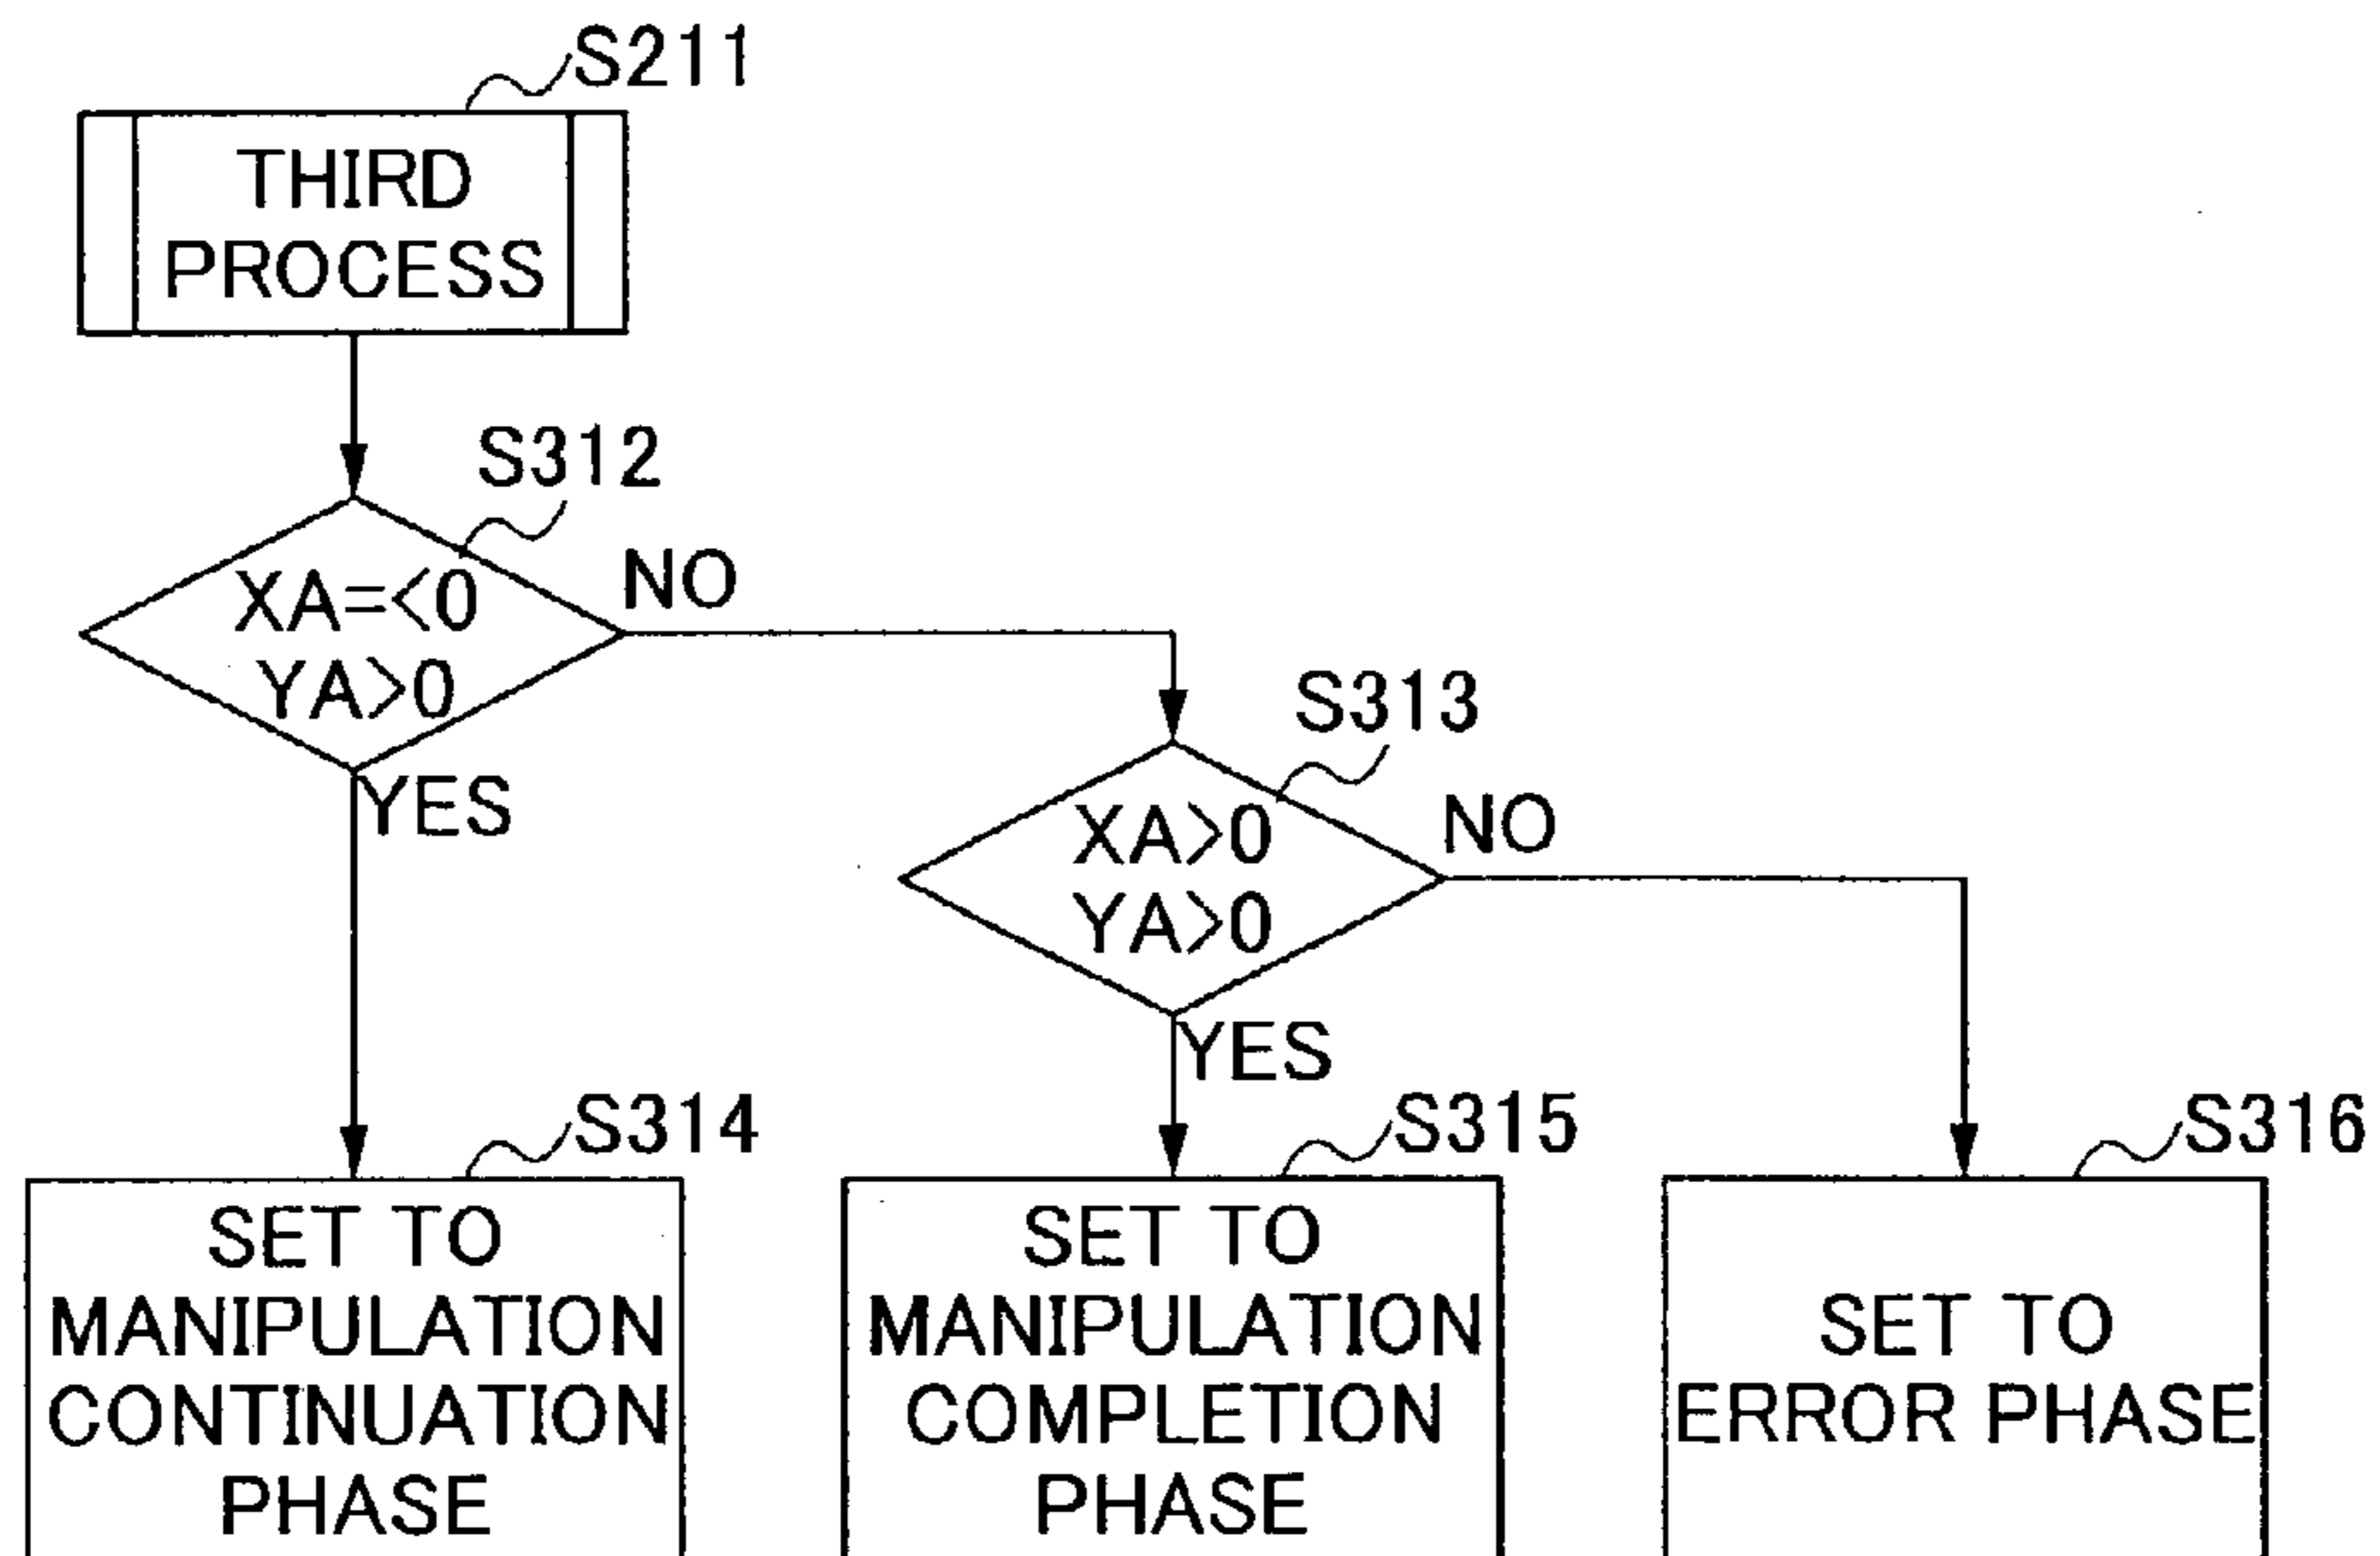 S211
THIRD
PROCESS
S312
XA=<0
YA>0
NO
YES
S313
XA>0
YA>0
NO
YES
S314
SET TO
MANIPULATION
CONTINUATION
PHASE
S315
SET TO
MANIPULATION
COMPLETION
PHASE
S316
SET TO
ERROR PHASE